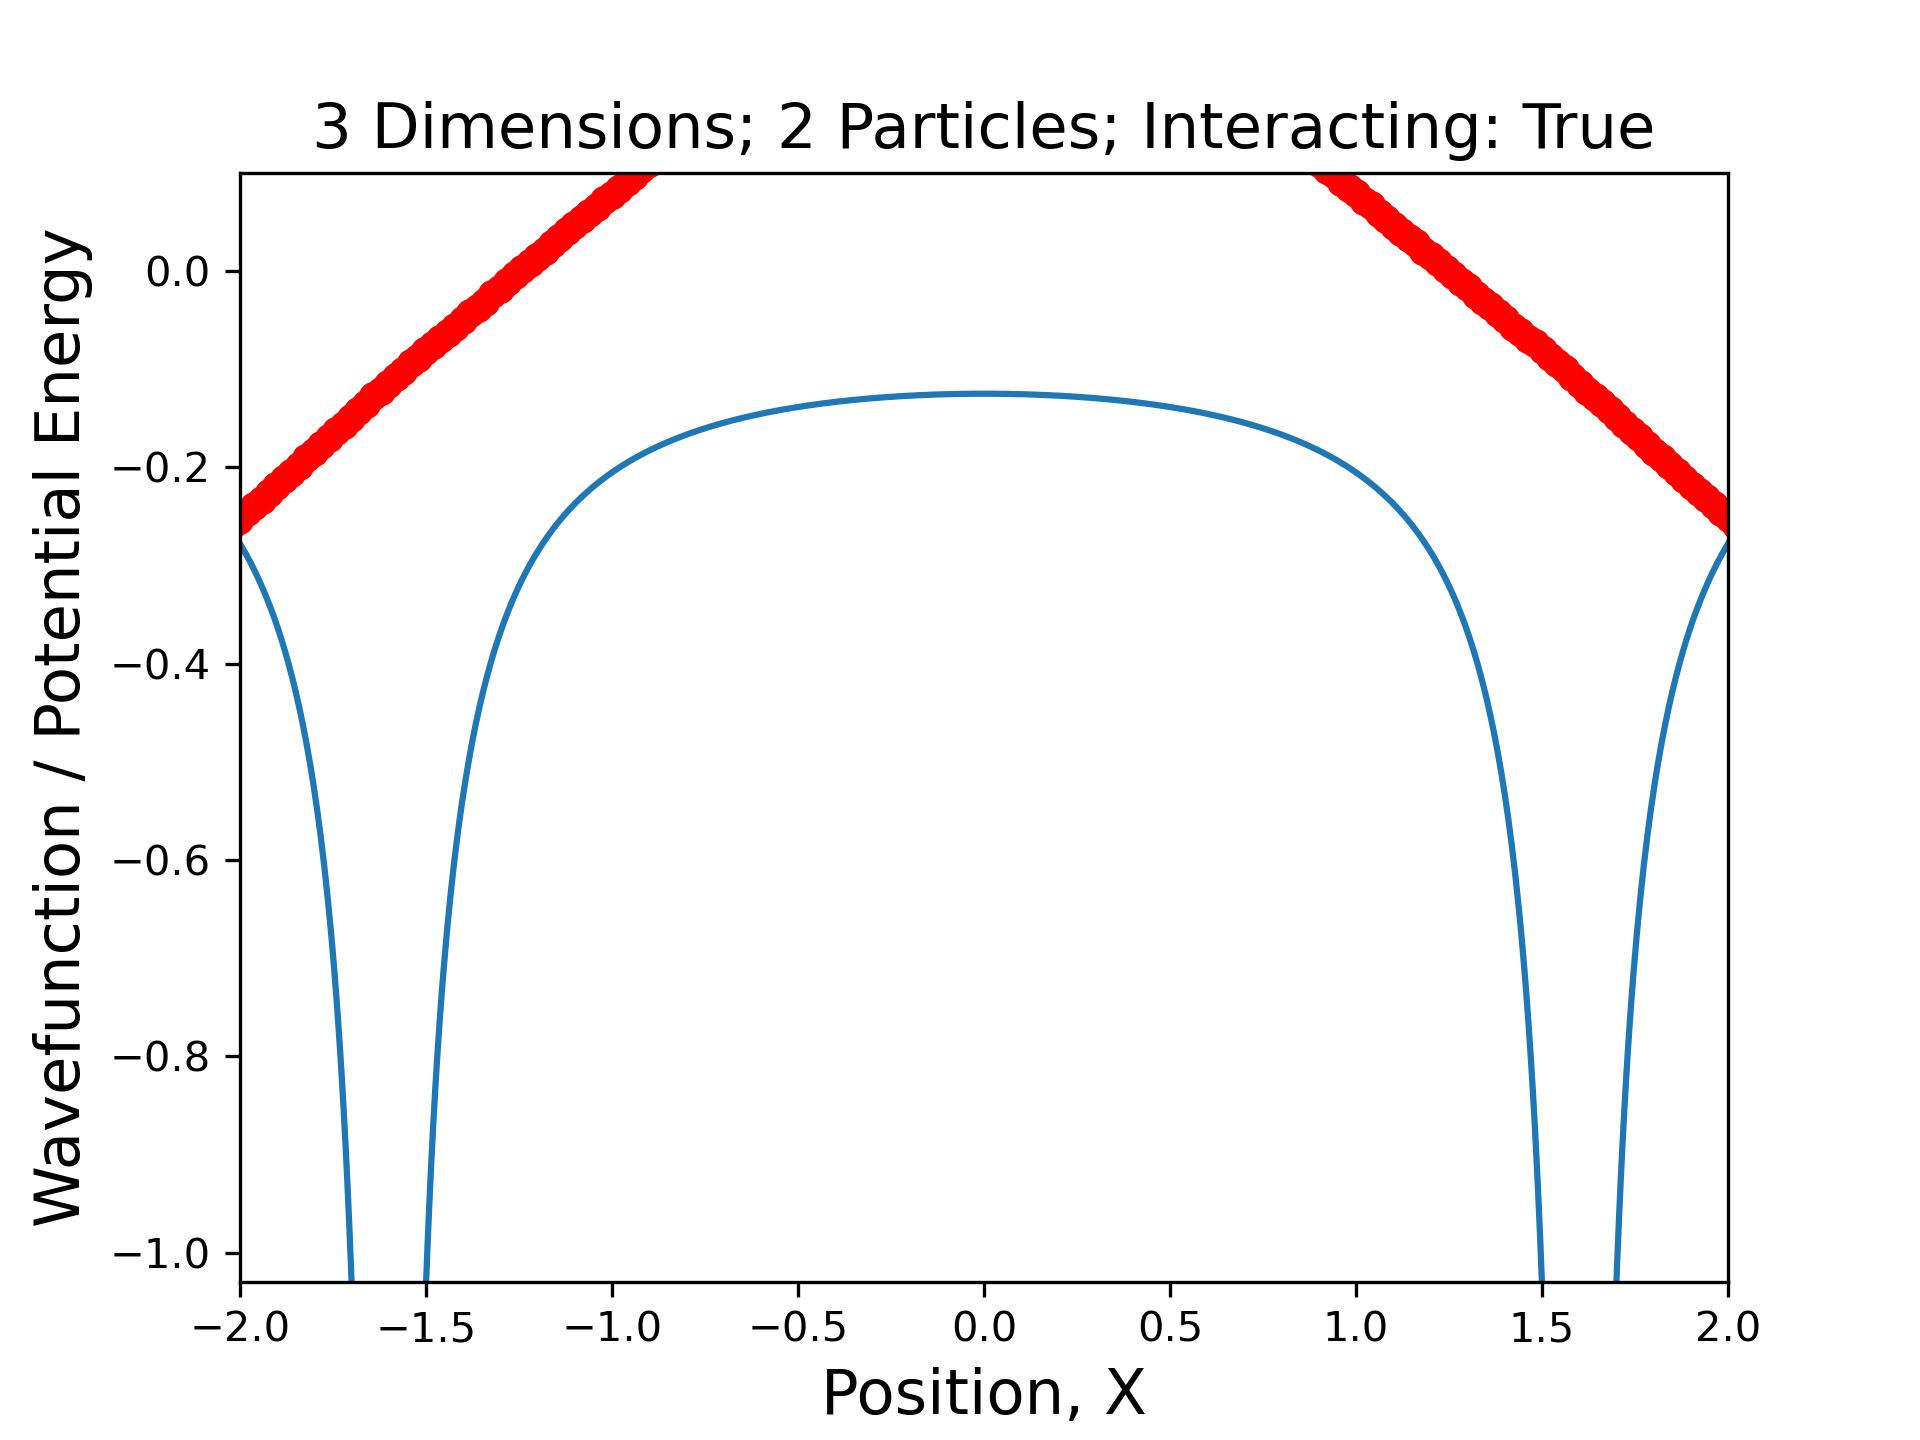 3 Dimensions; 2 Particles; Interacting: True
Wavefunction / Potential Energy
0.0
−0.2
−0.4
−0.6
−0.8
−1.0
−2.0 −1.5 −1.0 −0.5 0.0 0.5 1.0 1.5 2.0
Position, X